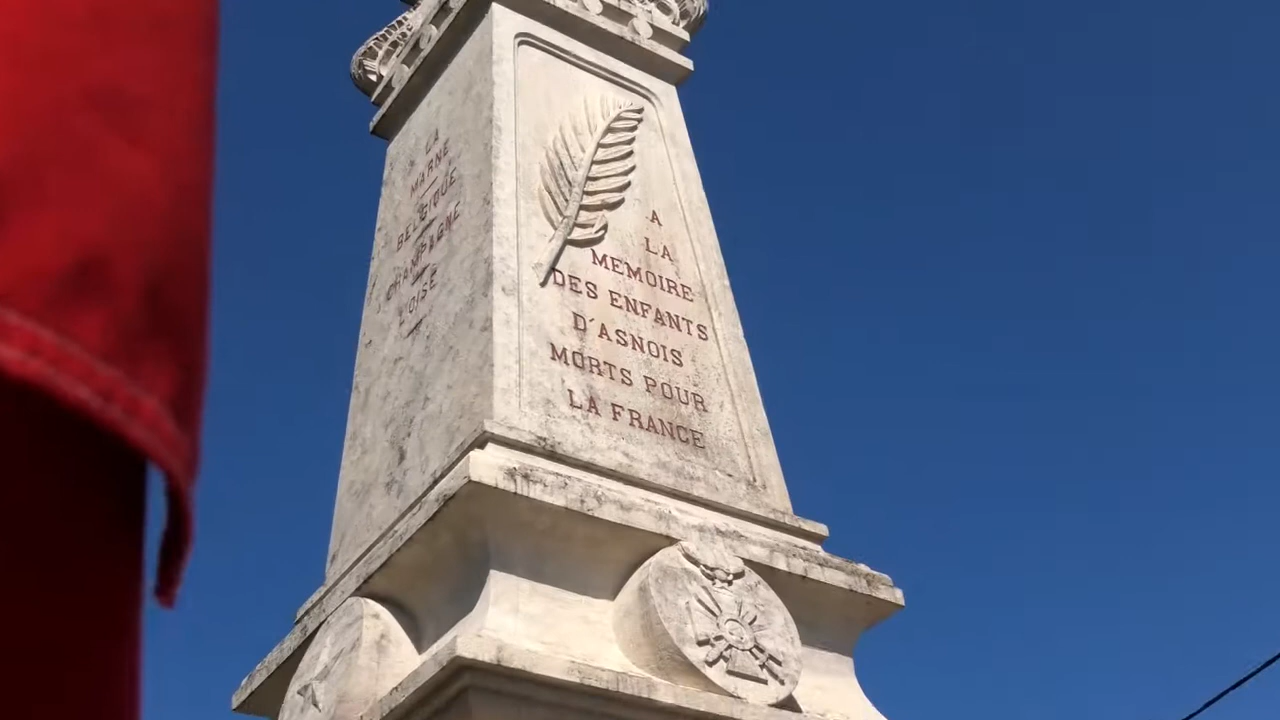 LA
MARNE
BELGIQUE
CHAMPAGNE
L'OISE
A
LA
MEMOIRE
DES ENFANTS
D'ASNOIS
MORTS POUR
LA FRANCE